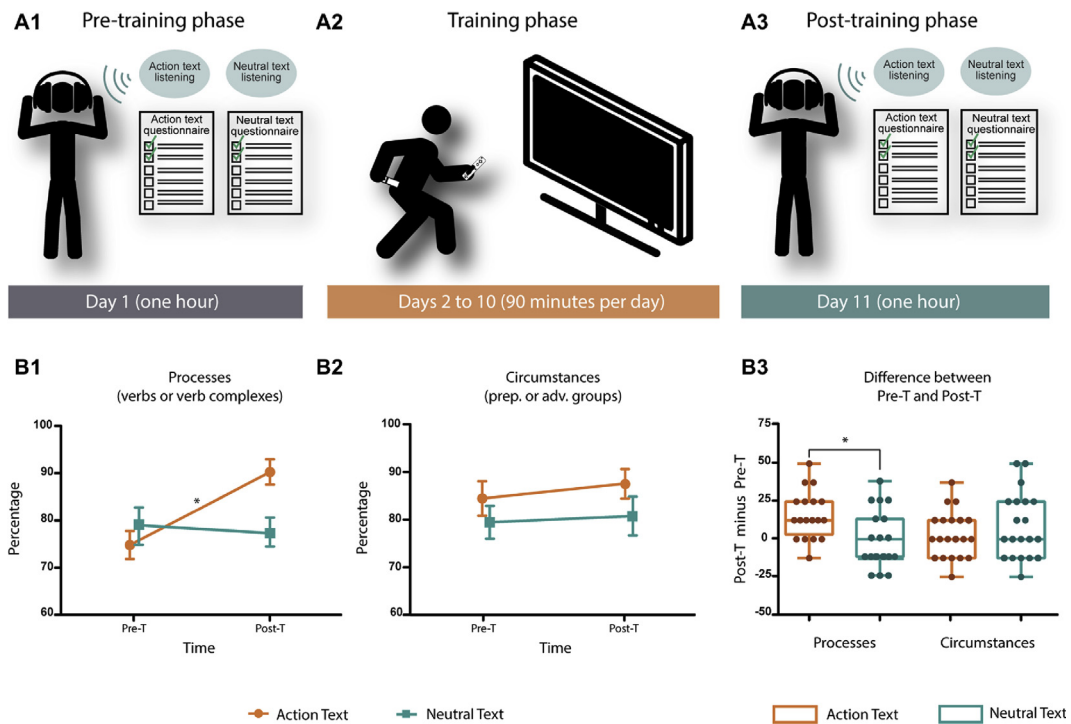 A1
Pre-training phase
Action text
listening
Neutral text
listening
Action text
questionnaire
Neutral text
questionnaire
Day 1 (one hour)
A2
Training phase
Days 2 to 10 (90 minutes per day)
A3
Post-training phase
Action text
listening
Neutral text
listening
Action text
questionnaire
Neutral text
questionnaire
Day 11 (one hour)
B1
Processes
(verbs or verb complexes)
Percentage
100
90
80
70
60
*
Pre-T
Post-T
Time
B2
Circumstances
(prep. or adv. groups)
Percentage
100
90
80
70
60
Pre-T
Post-T
Time
Action Text
Neutral Text
B3
Difference between
Pre-T and Post-T
Post-T minus Pre-T
75
50
25
0
-25
-50
*
Processes
Circumstances
Action Text
Neutral Text